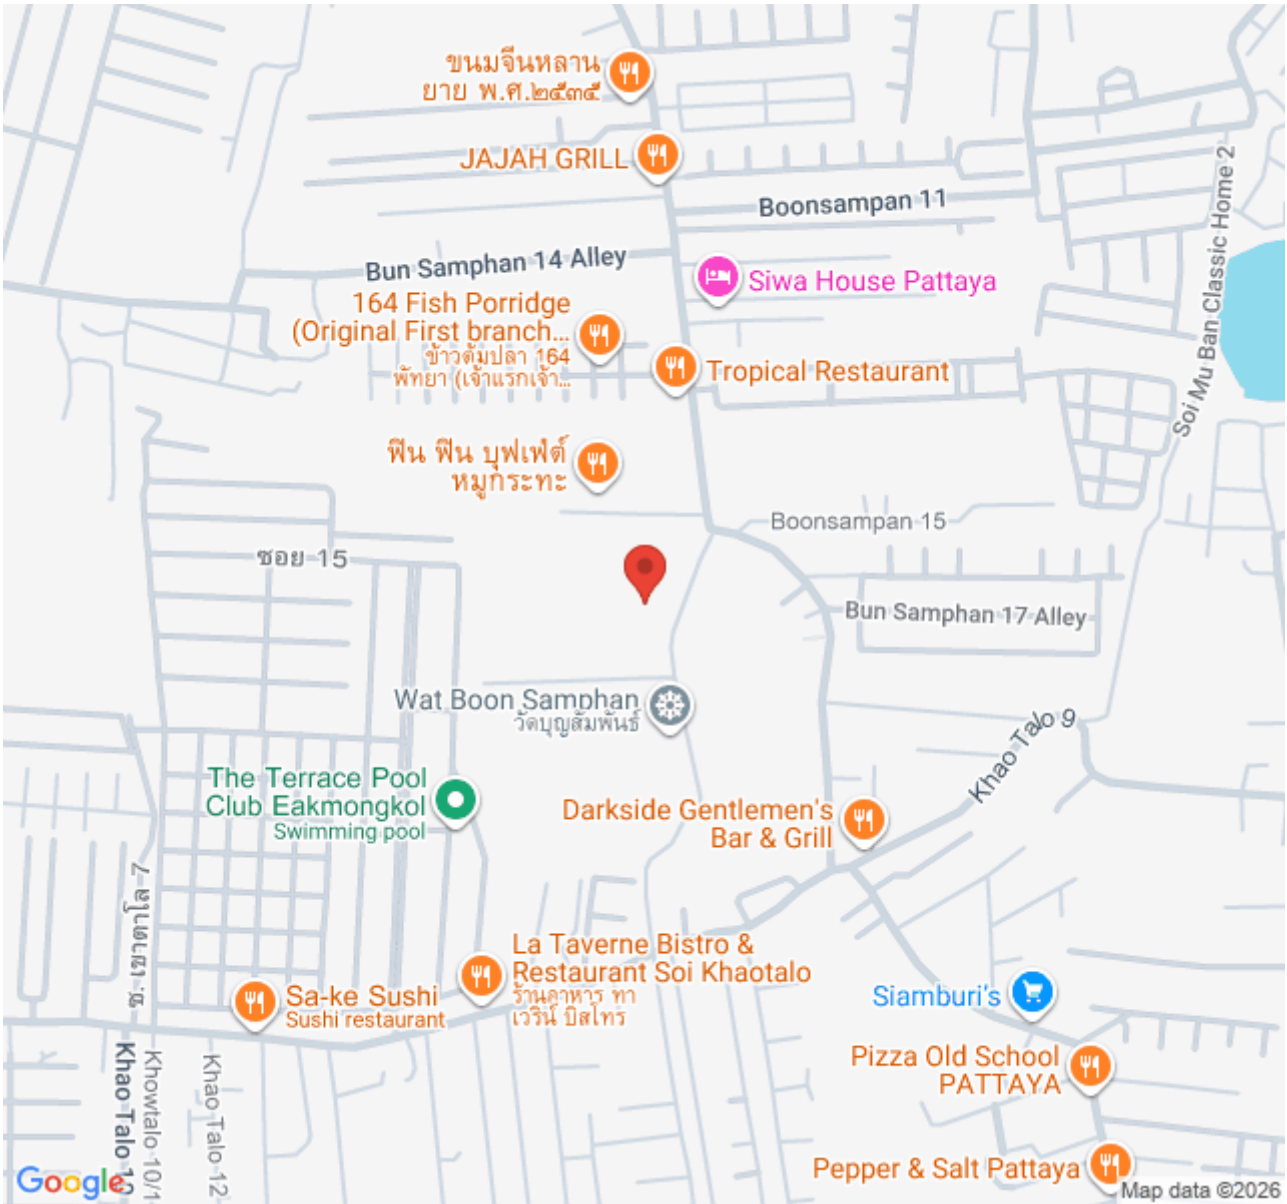 ขนมจีนหลาน
ยาย พ.ศ.๒๕๓๕
JAJAH GRILL
Boonsampan 11
Soi Mu Ban Classic Home 2
Bun Samphan 14 Alley
Siwa House Pattaya
164 Fish Porridge
(Original First branch...
ข้าวต้มปลา 164
พัทยา (เจ้าแรกเจ้า...
Tropical Restaurant
ฟิน ฟิน บุฟเฟ่ต์
หมูกระทะ
Boonsampan 15
ซอย 15
Bun Samphan 17 Alley
Wat Boon Samphan
วัดบุญสัมพันธ์
Khao Talo 9
The Terrace Pool
Club Eakmongkol
Swimming pool
Darkside Gentlemen's
Bar & Grill
ซ. เขาตาโล 7
La Taverne Bistro &
Restaurant Soi Khaotalo
ร้านอาหาร ทา
เวริน์ บิสโทร
Sa-ke Sushi
Sushi restaurant
Siamburi's
Pizza Old School
PATTAYA
Khao Talo 10
Khowtalo 10/1
Khao Talo 12
Pepper & Salt Pattaya
Google
Map data ©2026